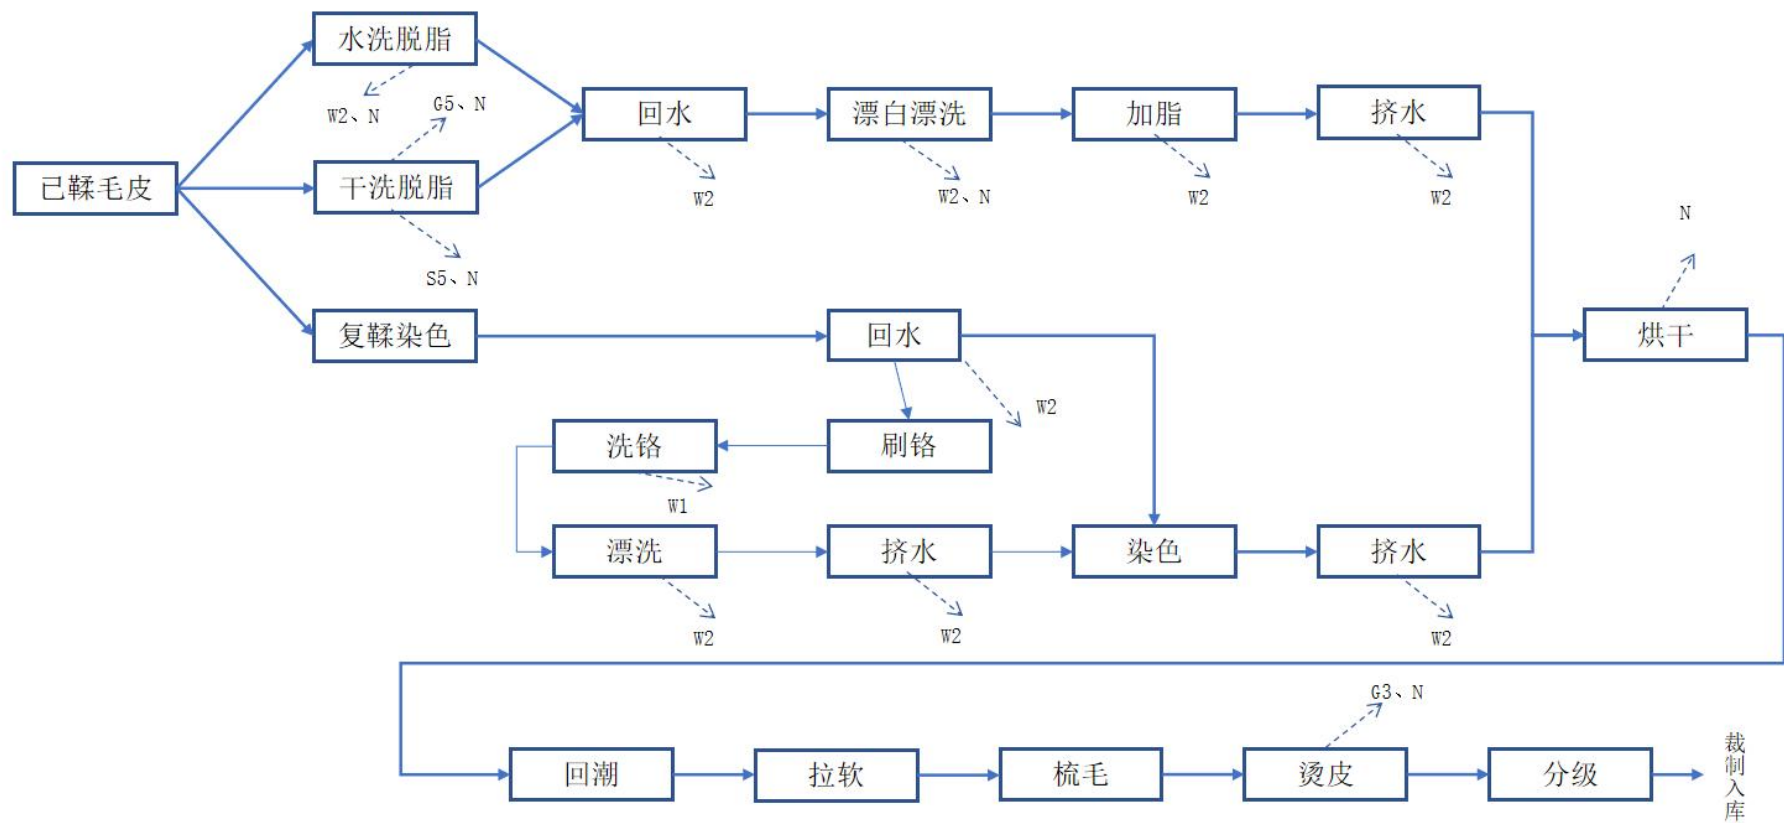 水洗脱脂
W2、N
G5、N
回水
漂白漂洗
加脂
挤水
已鞣毛皮
干洗脱脂
W2
W2、N
W2
W2
N
S5、N
复鞣染色
回水
烘干
W2
洗铬
刷铬
W1
漂洗
挤水
染色
挤水
W2
W2
W2
G3、N
回潮
拉软
梳毛
烫皮
分级
裁制入库